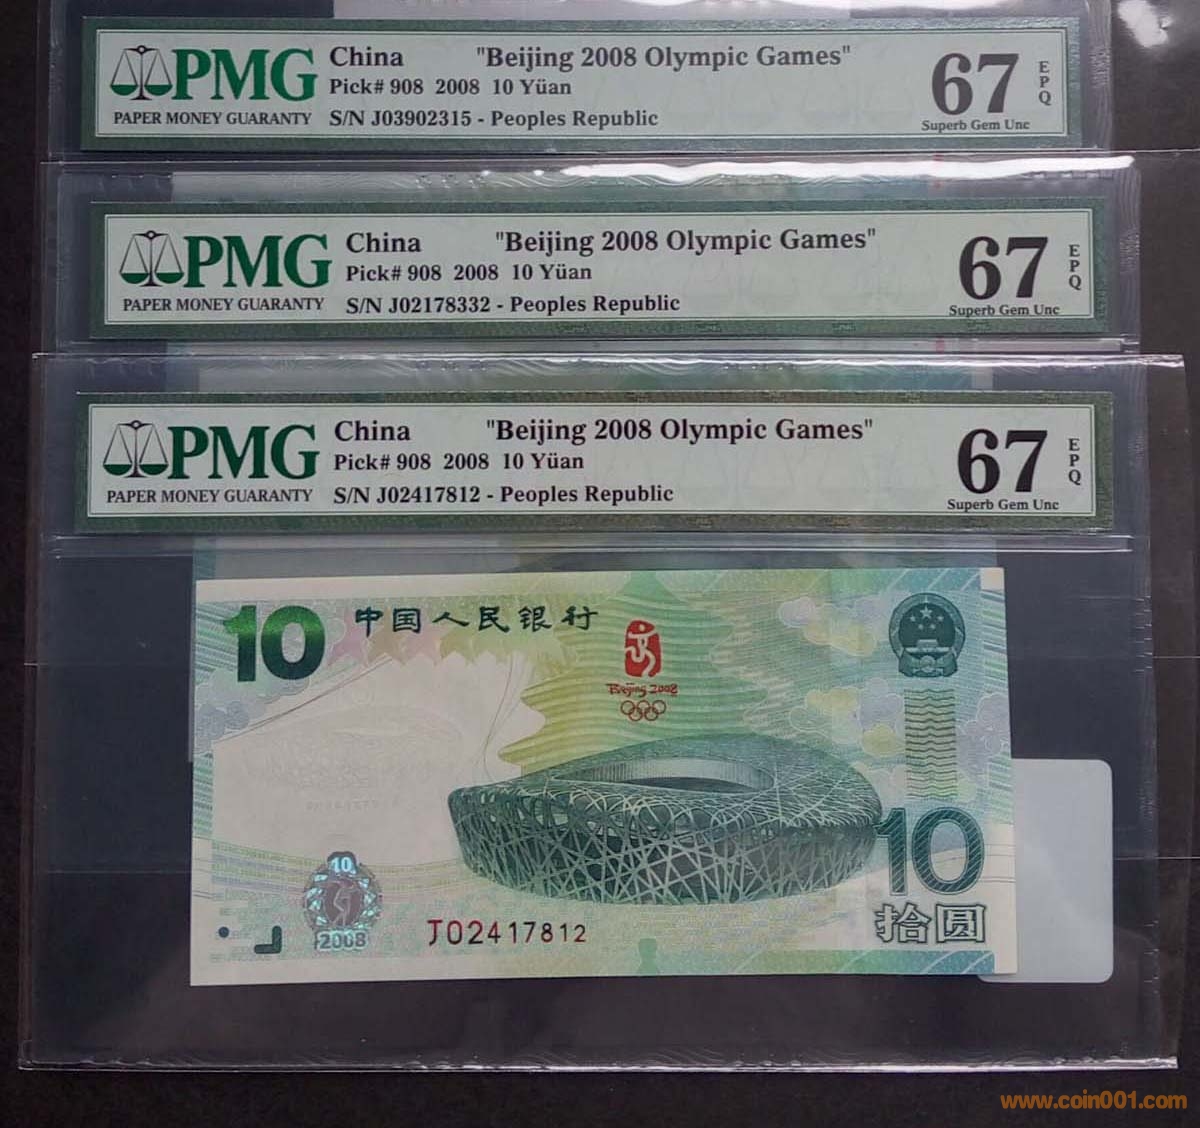 PMG
PAPER MONEY GUARANTY
China "Beijing 2008 Olympic Games"
Pick# 908 2008 10 Yüan
S/N J03902315 - Peoples Republic
67
EPQ
Superb Gem Unc
PMG
PAPER MONEY GUARANTY
China "Beijing 2008 Olympic Games"
Pick# 908 2008 10 Yüan
S/N J02178332 - Peoples Republic
67
EPQ
Superb Gem Unc
PMG
PAPER MONEY GUARANTY
China "Beijing 2008 Olympic Games"
Pick# 908 2008 10 Yüan
S/N J02417812 - Peoples Republic
67
EPQ
Superb Gem Unc
10 中国人民银行
Beijing 2008
10
拾圆
10
2008
J02417812
www.coin001.com